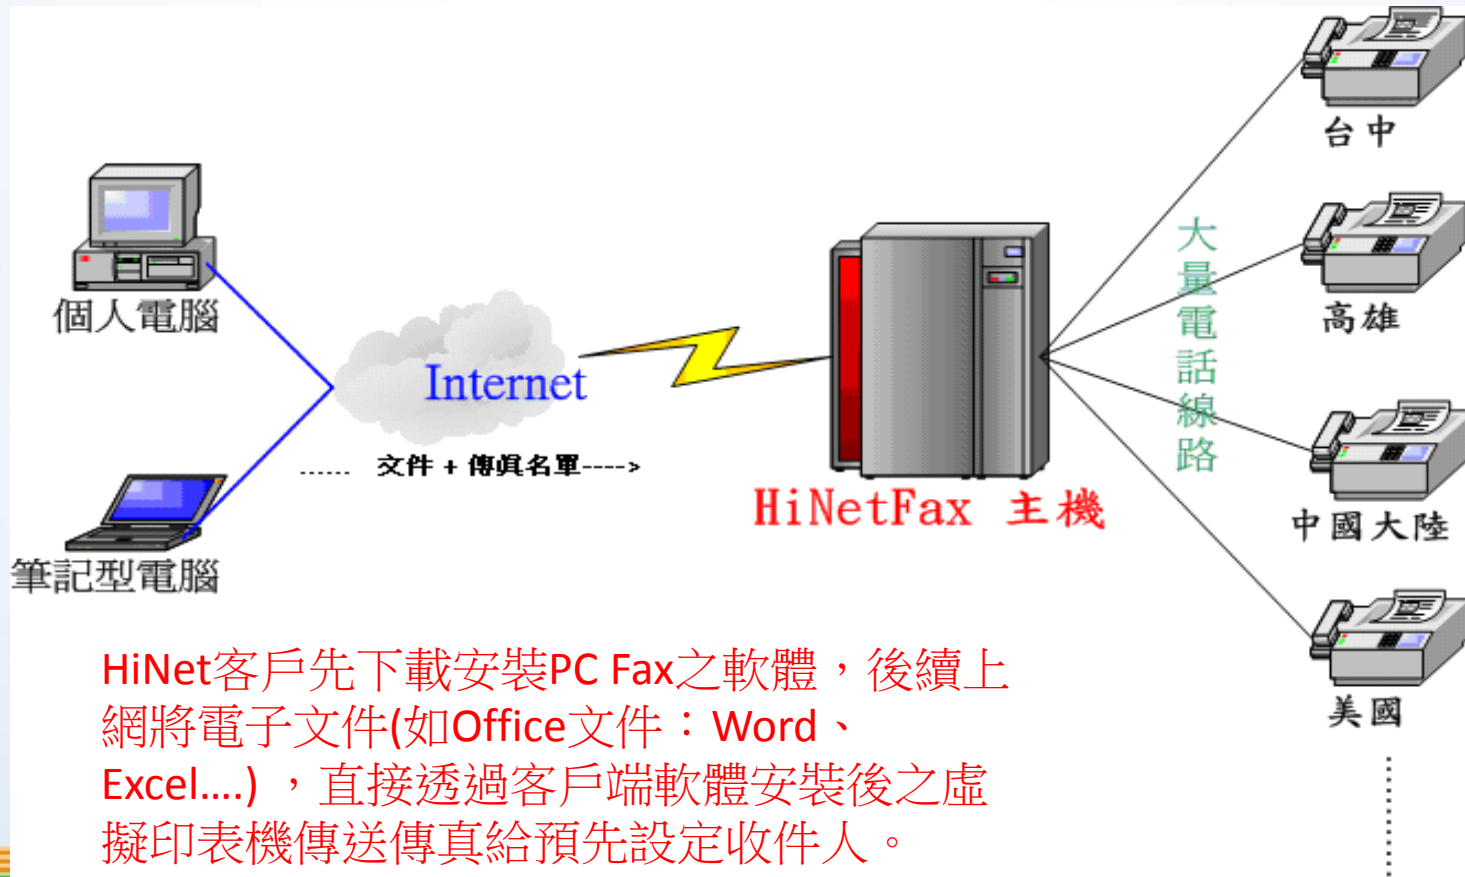 台中
個人電腦
大量電話線路
高雄
Internet
...... 文件 + 傳眞名單---->
HiNetFax 主機
中國大陸
筆記型電腦
美國
HiNet客戶先下載安裝PC Fax之軟體，後續上
網將電子文件(如Office文件：Word、
Excel....) ，直接透過客戶端軟體安裝後之虛
擬印表機傳送傳真給預先設定收件人。